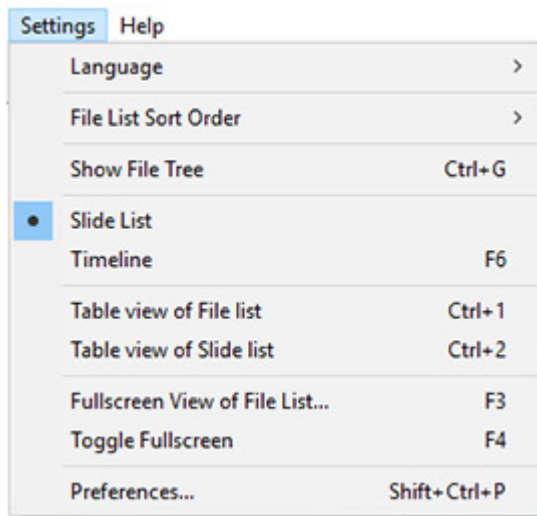 Settings Help
Language
File List Sort Order
Show File Tree Ctrl+G
Slide List
Timeline F6
Table view of File list Ctrl+1
Table view of Slide list Ctrl+2
Fullscreen View of File List... F3
Toggle Fullscreen F4
Preferences... Shift+Ctrl+P